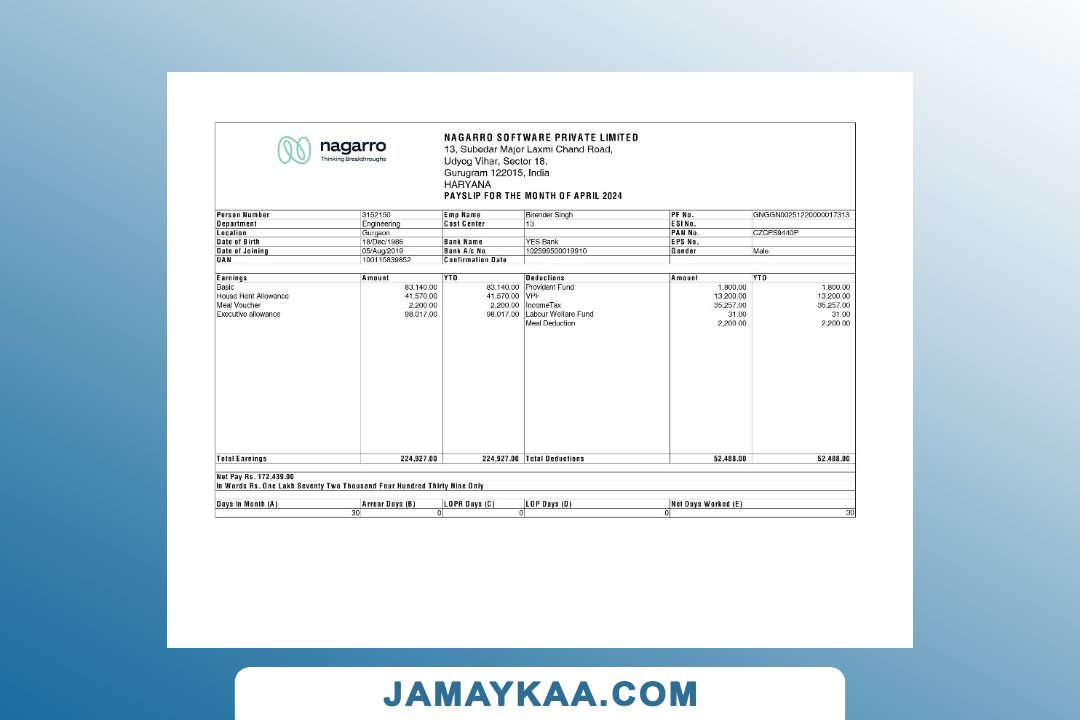 nagarro
Thinking Breakthroughs
NAGARRO SOFTWARE PRIVATE LIMITED
13, Subedar Major Laxmi Chand Road,
Udyog Vihar, Sector 18,
Gurugram 122015, India
HARYANA
PAYSLIP FOR THE MONTH OF APRIL 2024
Person Number 3152150 Emp Name Birender Singh PF No. GNGGN00251220000017313
Department Engineering Cost Center 13 ESI No.
Location Gurgaon PAN No. CZCPS9440P
Date of Birth 18/Dec/1986 Bank Name YES Bank EPS No.
Date of Joining 05/Aug/2019 Bank A/c No 102599500019910 Gender Male
UAN 100115839852 Confirmation Date
Earnings Amount YTD Deductions Amount YTD
Basic 83,140.00 83,140.00 Provident Fund 1,800.00 1,800.00
House Rent Allowance 41,570.00 41,570.00 VPF 13,200.00 13,200.00
Meal Voucher 2,200.00 2,200.00 IncomeTax 35,257.00 35,257.00
Executive allowance 98,017.00 98,017.00 Labour Welfare Fund 31.00 31.00
Meal Deduction 2,200.00 2,200.00
Total Earnings 224,927.00 224,927.00 Total Deductions 52,488.00 52,488.00
Net Pay Rs. 172,439.00
In Words Rs. One Lakh Seventy Two Thousand Four Hundred Thirty Nine Only
Days In Month (A) Arrear Days (B) LOPR Days (C) LOP Days (D) Net Days Worked (E)
30 0 0 0 30
JAMAYKAA.COM